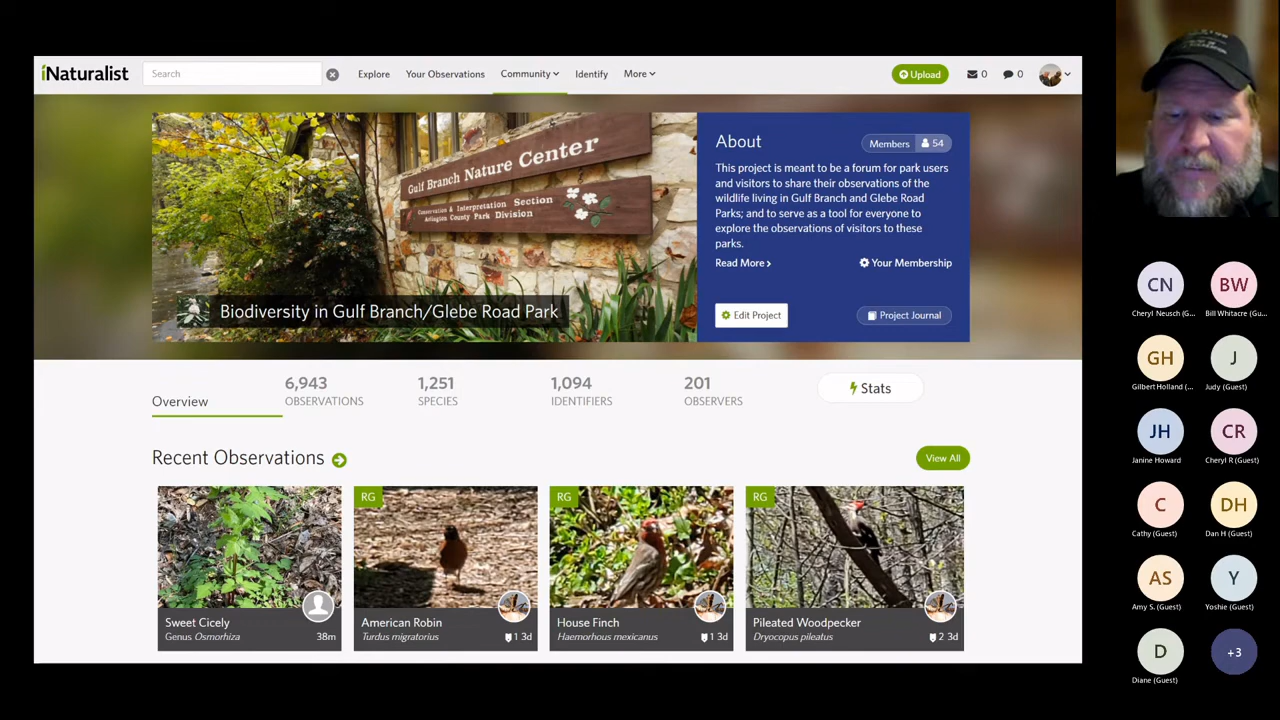 iNaturalist
Search
Explore
Your Observations
Community
Identify
More
Upload
0
0
Gulf Branch Nature Center
Conservation & Interpretation Section
Arlington County Park Division
Biodiversity in Gulf Branch/Glebe Road Park
About
Members 54
This project is meant to be a forum for park users
and visitors to share their observations of the
wildlife living in Gulf Branch and Glebe Road
Parks; and to serve as a tool for everyone to
explore the observations of visitors to these
parks.
Read More
Your Membership
Edit Project
Project Journal
Overview
6,943
OBSERVATIONS
1,251
SPECIES
1,094
IDENTIFIERS
201
OBSERVERS
Stats
Recent Observations
View All
Sweet Cicely
Genus Osmorhiza
38m
RG
American Robin
Turdus migratorius
1 3d
RG
House Finch
Haemorhous mexicanus
1 3d
RG
Pileated Woodpecker
Dryocopus pileatus
2 3d
CN
Cheryl Neusch (G...
BW
Bill Whitacre (Gu...
GH
Gilbert Holland (...
J
Judy (Guest)
JH
Janine Howard
CR
Cheryl R (Guest)
C
Cathy (Guest)
DH
Dan H (Guest)
AS
Amy S. (Guest)
Y
Yoshie (Guest)
D
Diane (Guest)
+3